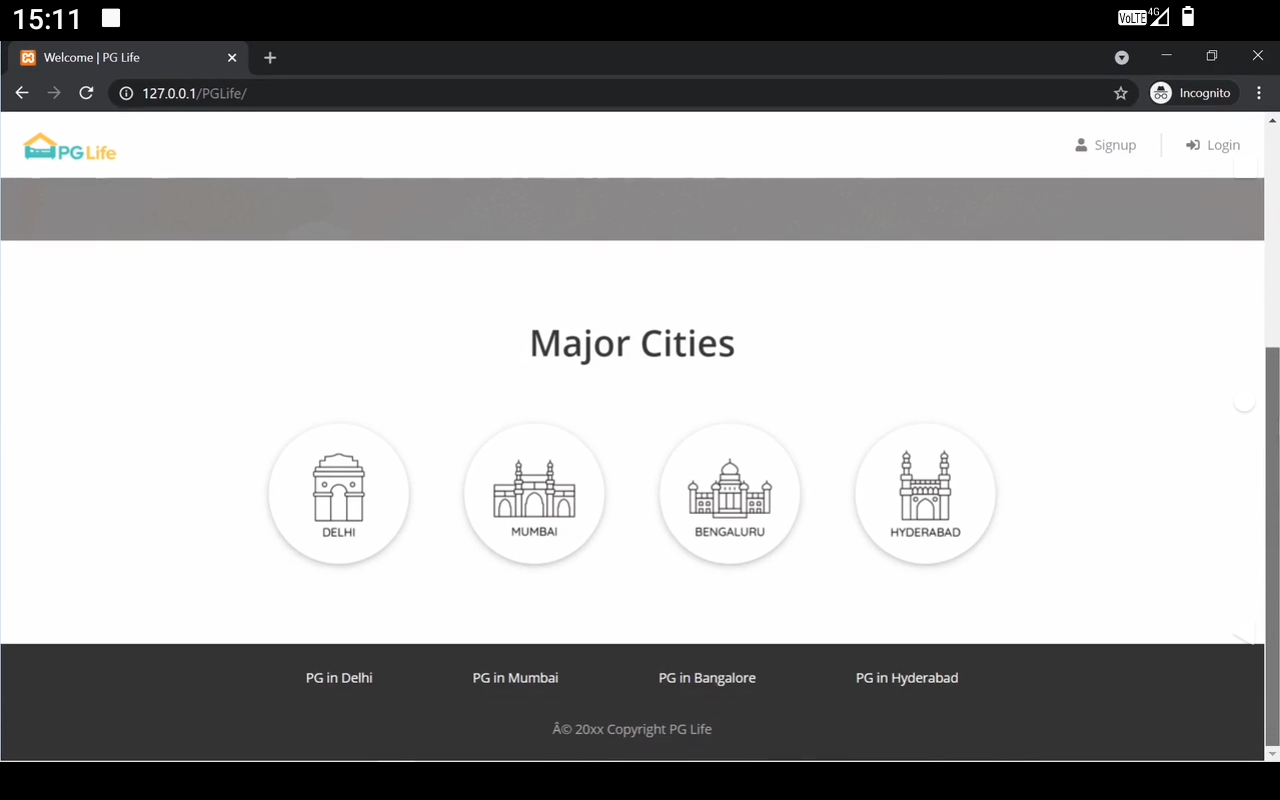 15:11
VoLTE 4G
Welcome | PG Life
127.0.0.1/PGLife/
Incognito
PG Life
Signup
Login
Major Cities
DELHI
MUMBAI
BENGALURU
HYDERABAD
PG in Delhi
PG in Mumbai
PG in Bangalore
PG in Hyderabad
Â© 20xx Copyright PG Life